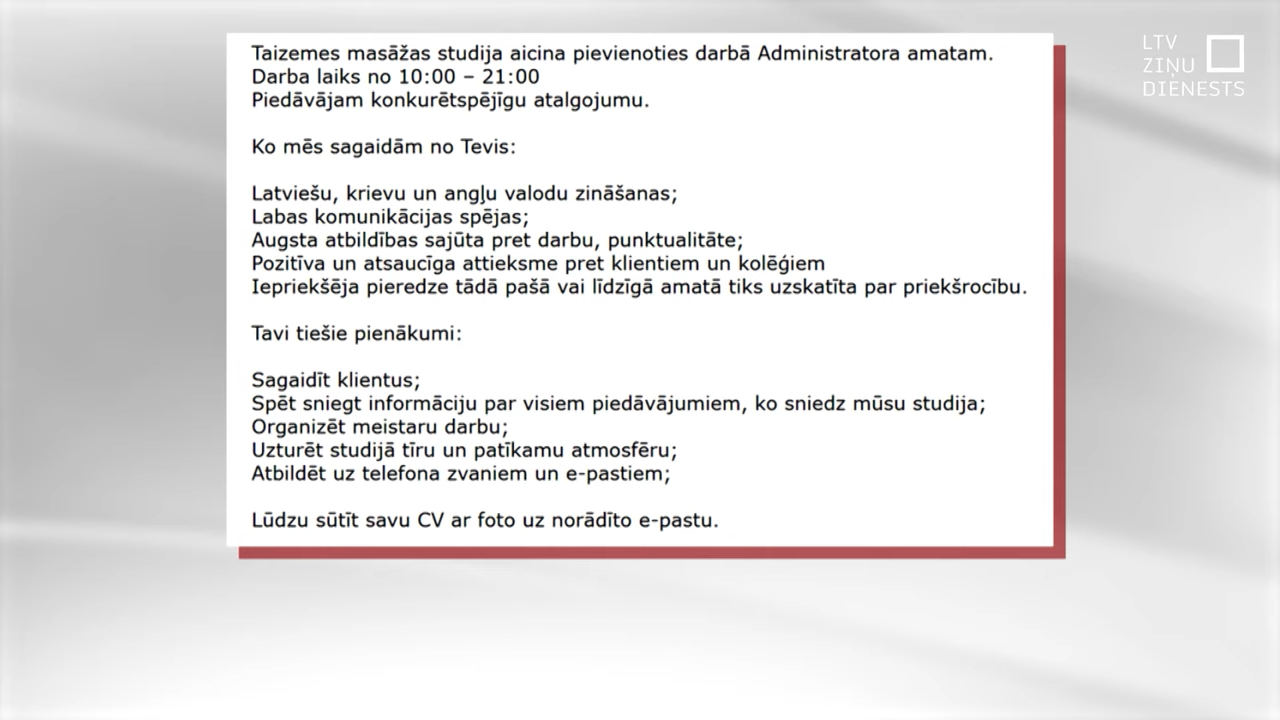 Taizemes masāžas studija aicina pievienoties darbā Administratora amatam.
Darba laiks no 10:00 – 21:00
Piedāvājam konkurētspējīgu atalgojumu.
Ko mēs sagaidām no Tevis:
Latviešu, krievu un angļu valodu zināšanas;
Labas komunikācijas spējas;
Augsta atbildības sajūta pret darbu, punktualitāte;
Pozitīva un atsaucīga attieksme pret klientiem un kolēģiem
Iepriekšēja pieredze tādā pašā vai līdzīgā amatā tiks uzskatīta par priekšrocību.
Tavi tiešie pienākumi:
Sagaidīt klientus;
Spēt sniegt informāciju par visiem piedāvājumiem, ko sniedz mūsu studija;
Organizēt meistaru darbu;
Uzturēt studijā tīru un patīkamu atmosfēru;
Atbildēt uz telefona zvaniem un e-pastiem;
Lūdzu sūtīt savu CV ar foto uz norādīto e-pastu.
LTV
ZIŅU
DIENESTS